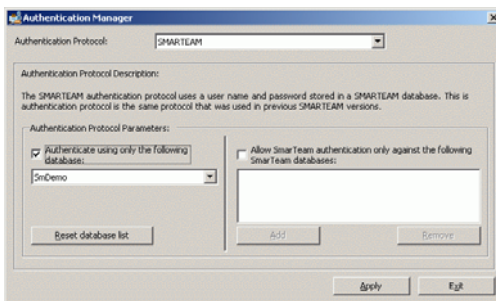 Authentication Manager
Authentication Protocol:
SMARTEAM
Authentication Protocol Description:
The SMARTEAM authentication protocol uses a user name and password stored in a SMARTEAM database. This is
authentication protocol is the same protocol that was used in previous SMARTEAM versions.
Authentication Protocol Parameters:
Authenticate using only the following
database:
SmDemo
Reset database list
Allow SmarTeam authentication only against the following
SmarTeam databases:
Add
Remove
Apply
Exit